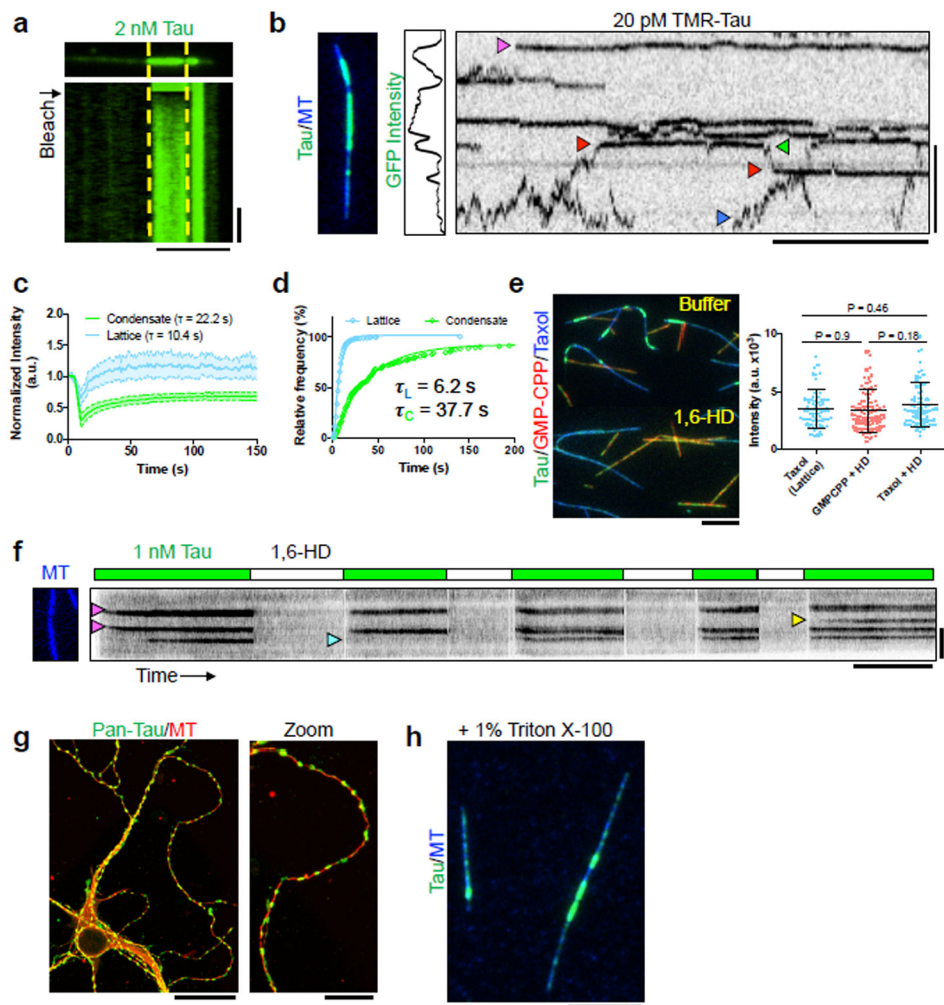 a
2 nM Tau
Bleach
b
Tau/MT
GFP Intensity
20 pM TMR-Tau
c
Normalized Intensity
(a.u.)
2.0
1.5
1.0
0.5
0.0
Condensate (τ = 22.2 s)
Lattice (τ = 10.4 s)
0
50
100
150
Time (s)
d
Relative frequency (%)
100
50
0
Lattice
Condensate
τL = 6.2 s
τC = 37.7 s
0
50
100
150
200
Time (s)
e
Tau/GMP-CPP/Taxol
Buffer
1,6-HD
Intensity (a.u. x10³)
10
5
0
P = 0.46
P = 0.9
P = 0.18
Taxol
(Lattice)
GMPCPP + HD
Taxol + HD
f
MT
1 nM Tau
1,6-HD
Time
g
Pan-Tau/MT
Zoom
h
+ 1% Triton X-100
Tau/MT